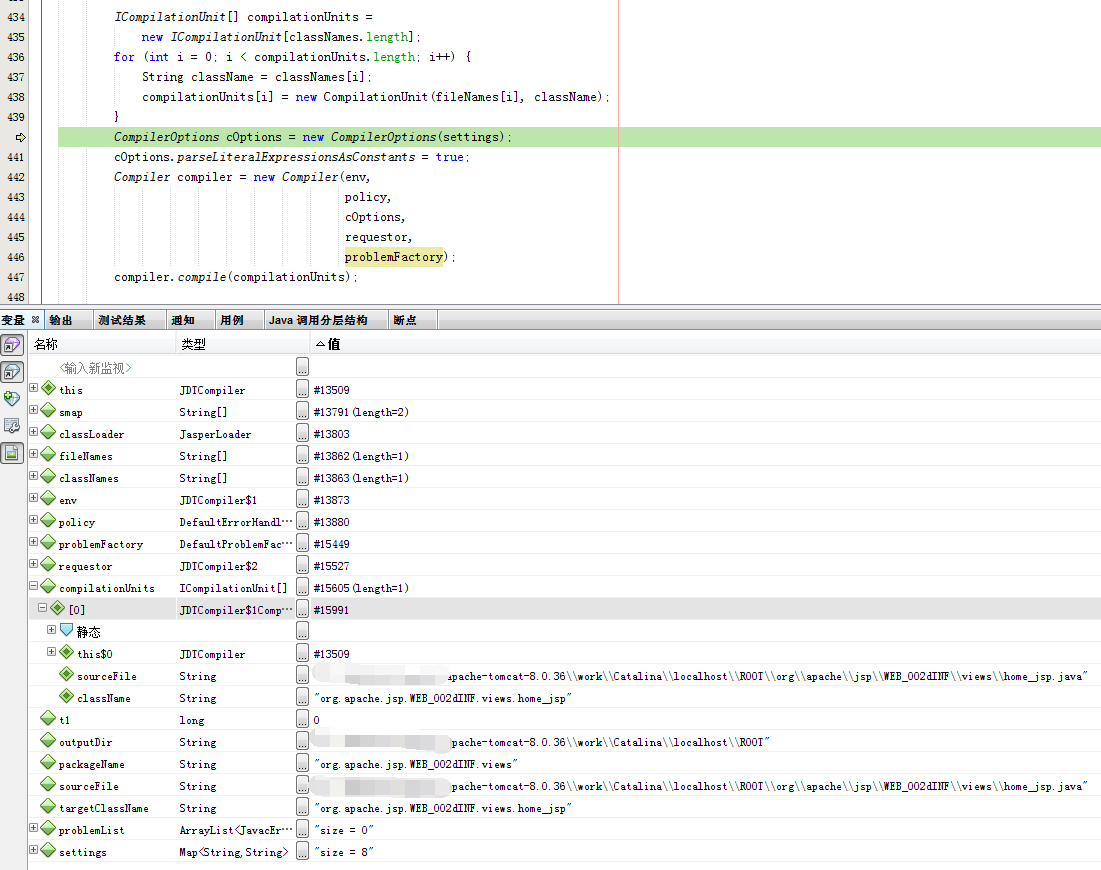 434 ICompilationUnit[] compilationUnits =
435 new ICompilationUnit[classNames.length];
436 for (int i = 0; i < compilationUnits.length; i++) {
437 String className = classNames[i];
438 compilationUnits[i] = new CompilationUnit(fileNames[i], className);
439 }
CompilerOptions cOptions = new CompilerOptions(settings);
441 cOptions.parseLiteralExpressionsAsConstants = true;
442 Compiler compiler = new Compiler(env,
443 policy,
444 cOptions,
445 requestor,
446 problemFactory);
447 compiler.compile(compilationUnits);
448
变量 输出 测试结果 通知 用例 Java 调用分层结构 断点
名称 类型 值
<输入新监视> ...
this JDTCompiler ... #13509
smap String[] ... #13791(length=2)
classLoader JasperLoader ... #13803
fileNames String[] ... #13862(length=1)
classNames String[] ... #13863(length=1)
env JDTCompiler$1 ... #13873
policy DefaultErrorHandl... ... #13880
problemFactory DefaultProblemFac... ... #15449
requestor JDTCompiler$2 ... #15527
compilationUnits ICompilationUnit[] ... #15605(length=1)
[0] JDTCompiler$1Comp... ... #15991
静态 ...
this$0 JDTCompiler ... #13509
sourceFile String ... apache-tomcat-8.0.36\\work\\Catalina\\localhost\\ROOT\\org\\apache\\jsp\\WEB_002dINF\\views\\home_jsp.java"
className String ... "org.apache.jsp.WEB_002dINF.views.home_jsp"
t1 long ... 0
outputDir String ... pache-tomcat-8.0.36\\work\\Catalina\\localhost\\ROOT"
packageName String ... "org.apache.jsp.WEB_002dINF.views"
sourceFile String ... pache-tomcat-8.0.36\\work\\Catalina\\localhost\\ROOT\\org\\apache\\jsp\\WEB_002dINF\\views\\home_jsp.java"
targetClassName String ... "org.apache.jsp.WEB_002dINF.views.home_jsp"
problemList ArrayList<JavacEr... ... "size = 0"
settings Map<String,String> ... "size = 8"